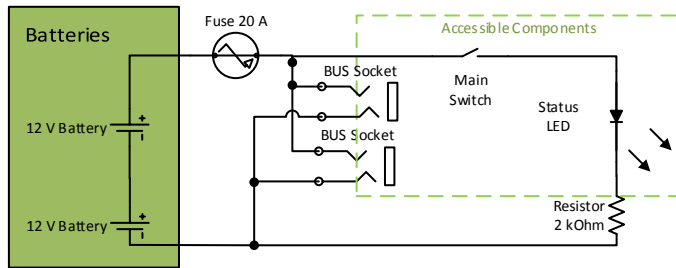 Fuse 20 A
Batteries
Accessible Components
BUS Socket
Main
Switch
Status
LED
12 V Battery
+
-
BUS Socket
Resistor
2 kOhm
12 V Battery
+
-